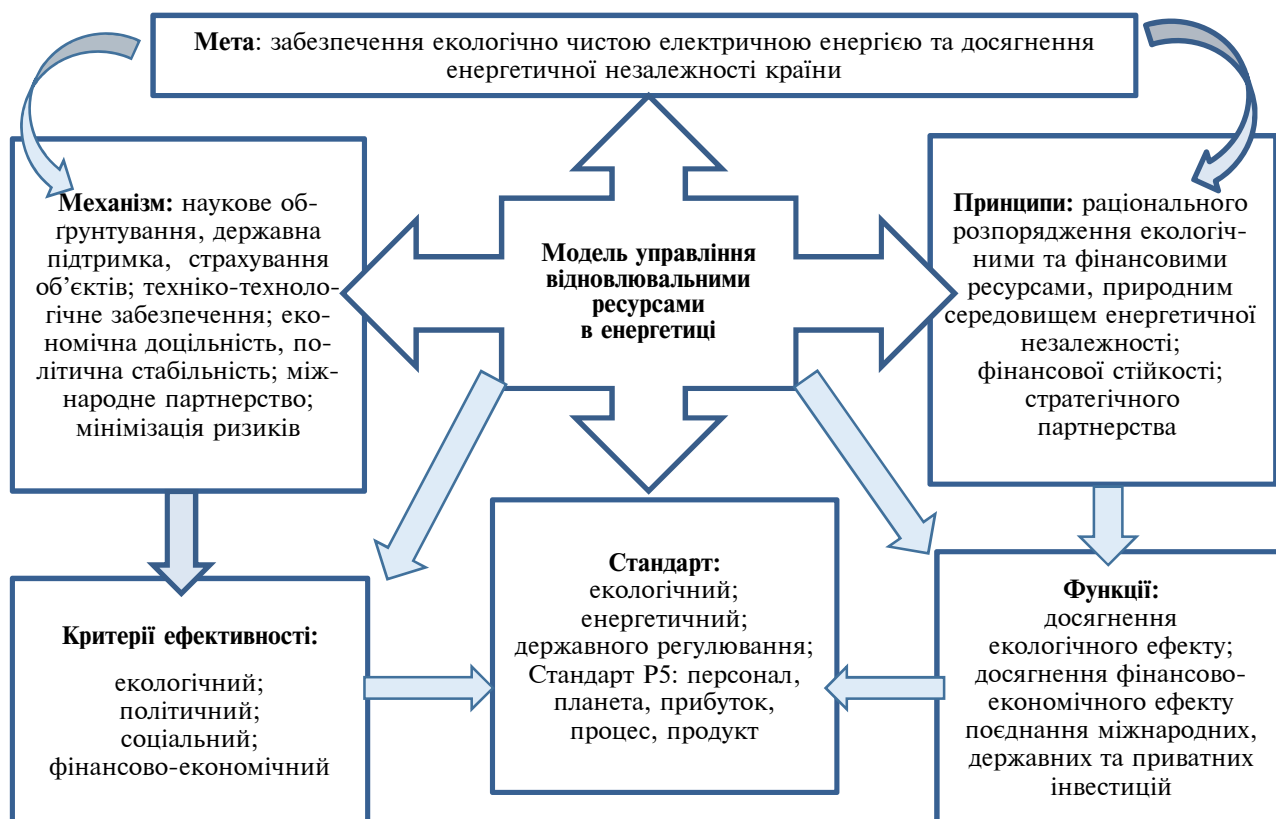 Мета: забезпечення екологічно чистою електричною енергією та досягнення
енергетичної незалежності країни
Механізм: наукове об-
ґрунтування, державна
підтримка, страхування
об’єктів; техніко-техноло-
гічне забезпечення; еко-
номічна доцільність, по-
літична стабільність; між-
народне партнерство;
мінімізація ризиків
Модель управління
відновлювальними
ресурсами
в енергетиці
Принципи: раціонального
розпорядження екологіч-
ними та фінансовими
ресурсами, природним
середовищем енергетичної
незалежності;
фінансової стійкості;
стратегічного
партнерства
Критерії ефективності:
екологічний;
політичний;
соціальний;
фінансово-економічний
Стандарт:
екологічний;
енергетичний;
державного регулювання;
Стандарт Р5: персонал,
планета, прибуток,
процес, продукт
Функції:
досягнення
екологічного ефекту;
досягнення фінансово-
економічного ефекту
поєднання міжнародних,
державних та приватних
інвестицій